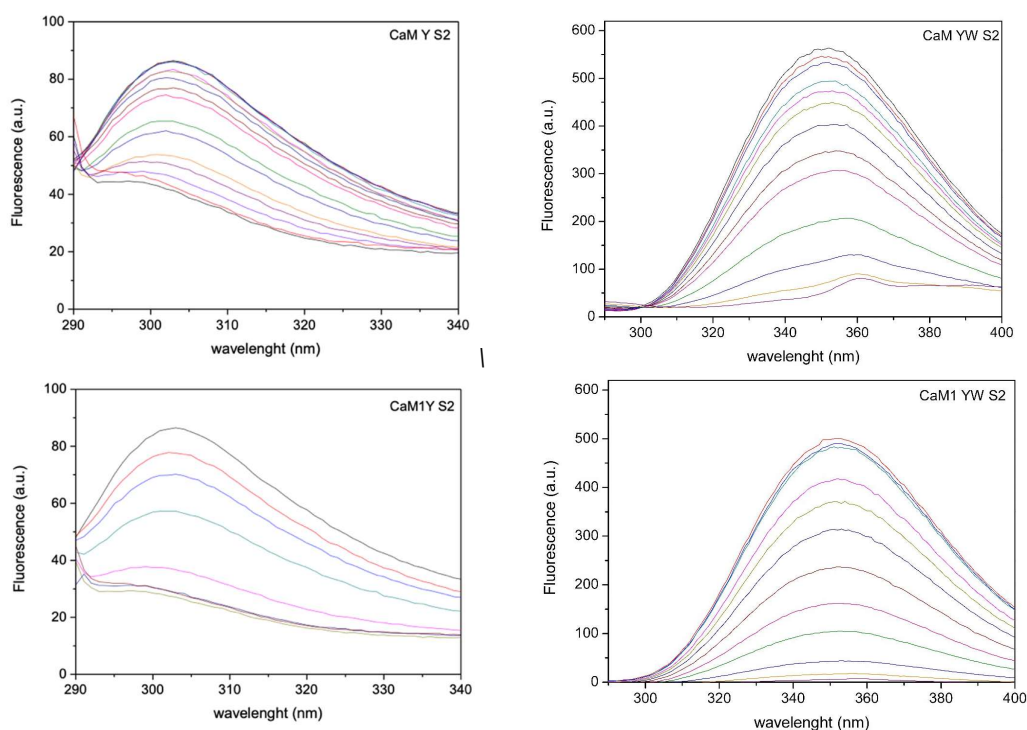 CaM Y S2
Fluorescence (a.u.)
100
80
60
40
20
0
290 300 310 320 330 340
wavelenght (nm)
CaM YW S2
Fluorescence (a.u.)
600
500
400
300
200
100
0
300 320 340 360 380 400
wavelenght (nm)
\
CaM1Y S2
Fluorescence (a.u.)
100
80
60
40
20
0
290 300 310 320 330 340
wavelenght (nm)
CaM1 YW S2
Fluorescence (a.u.)
600
500
400
300
200
100
0
300 320 340 360 380 400
wavelenght (nm)